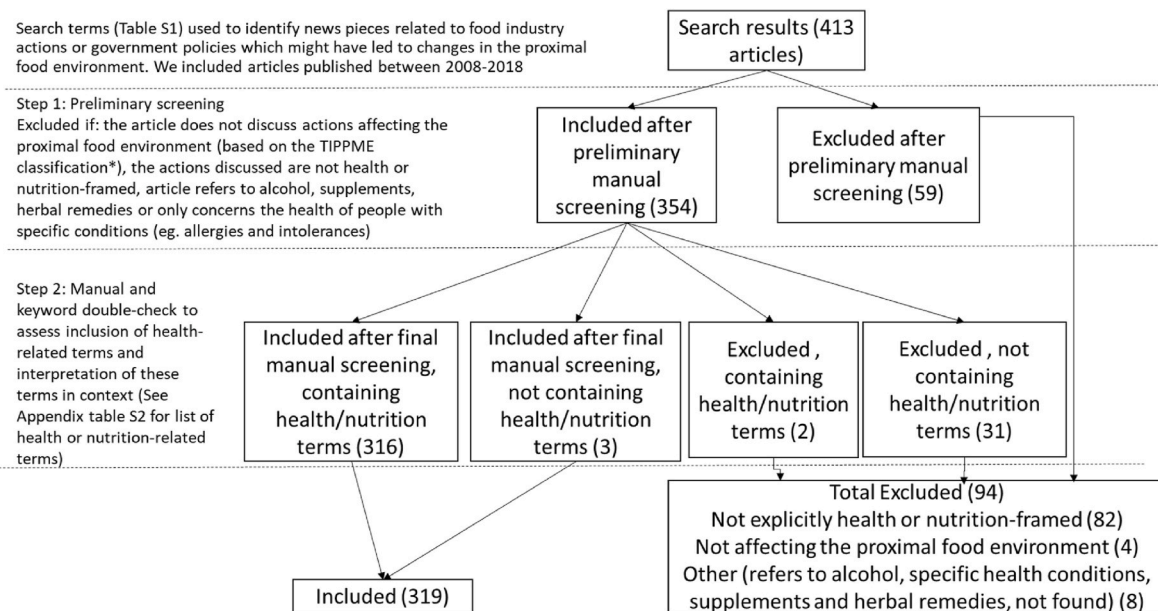 Search terms (Table S1) used to identify news pieces related to food industry
actions or government policies which might have led to changes in the proximal
food environment. We included articles published between 2008-2018
Search results (413
articles)
Step 1: Preliminary screening
Excluded if: the article does not discuss actions affecting the
proximal food environment (based on the TIPPME
classification*), the actions discussed are not health or
nutrition-framed, article refers to alcohol, supplements,
herbal remedies or only concerns the health of people with
specific conditions (eg. allergies and intolerances)
Included after
preliminary
manual
screening (354)
Excluded after
preliminary manual
screening (59)
Step 2: Manual and
keyword double-check to
assess inclusion of health-
related terms and
interpretation of these
terms in context (See
Appendix table S2 for list of
health or nutrition-related
terms)
Included after final
manual screening,
containing
health/nutrition
terms (316)
Included after final
manual screening,
not containing
health/nutrition
terms (3)
Excluded ,
containing
health/nutrition
terms (2)
Excluded , not
containing
health/nutrition
terms (31)
Total Excluded (94)
Not explicitly health or nutrition-framed (82)
Not affecting the proximal food environment (4)
Other (refers to alcohol, specific health conditions,
supplements and herbal remedies, not found) (8)
Included (319)